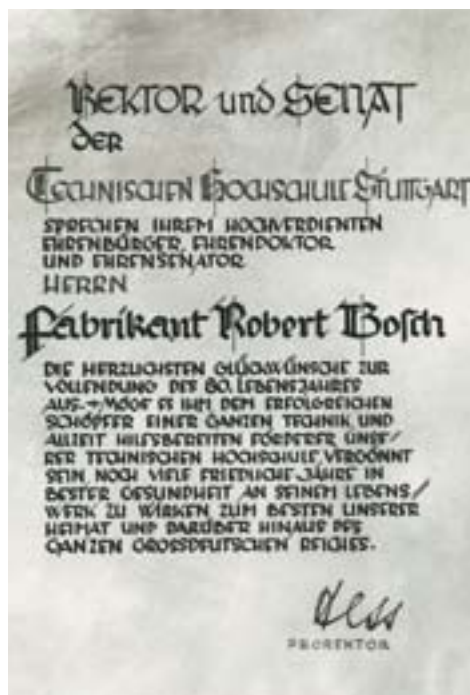 REKTOR und SENAT
DER
TECHNISCHEN HOCHSCHULE STUTTGART
SPRECHEN IHREM HOCHVERDIENTEN
EHRENBÜRGER, EHRENDOKTOR
UND EHRENSENATOR
HERRN
Fabrikant Robert Bosch
DIE HERZLICHSTEN GLÜCKWÜNSCHE ZUR
VOLLENDUNG DES 80. LEBENSJAHRES
AUS. + MÖGE ES IHM DEM ERFOLGREICHEN
SCHÖPFER EINER GANZEN TECHNIK UND
ALLZEIT HILFSBEREITEN FÖRDERER UNSE/
RER TECHNISCHEN HOCHSCHULE VERGÖNNT
SEIN NOCH VIELE FRIEDLICHE JAHRE IN
BESTER GESUNDHEIT AN SEINEM LEBENS/
WERK ZU WIRKEN ZUM BESTEN UNSERER
HEIMAT UND DARÜBER HINAUS DES
GANZEN GROSSDEUTSCHEN REICHES.
Hess
PROREKTOR